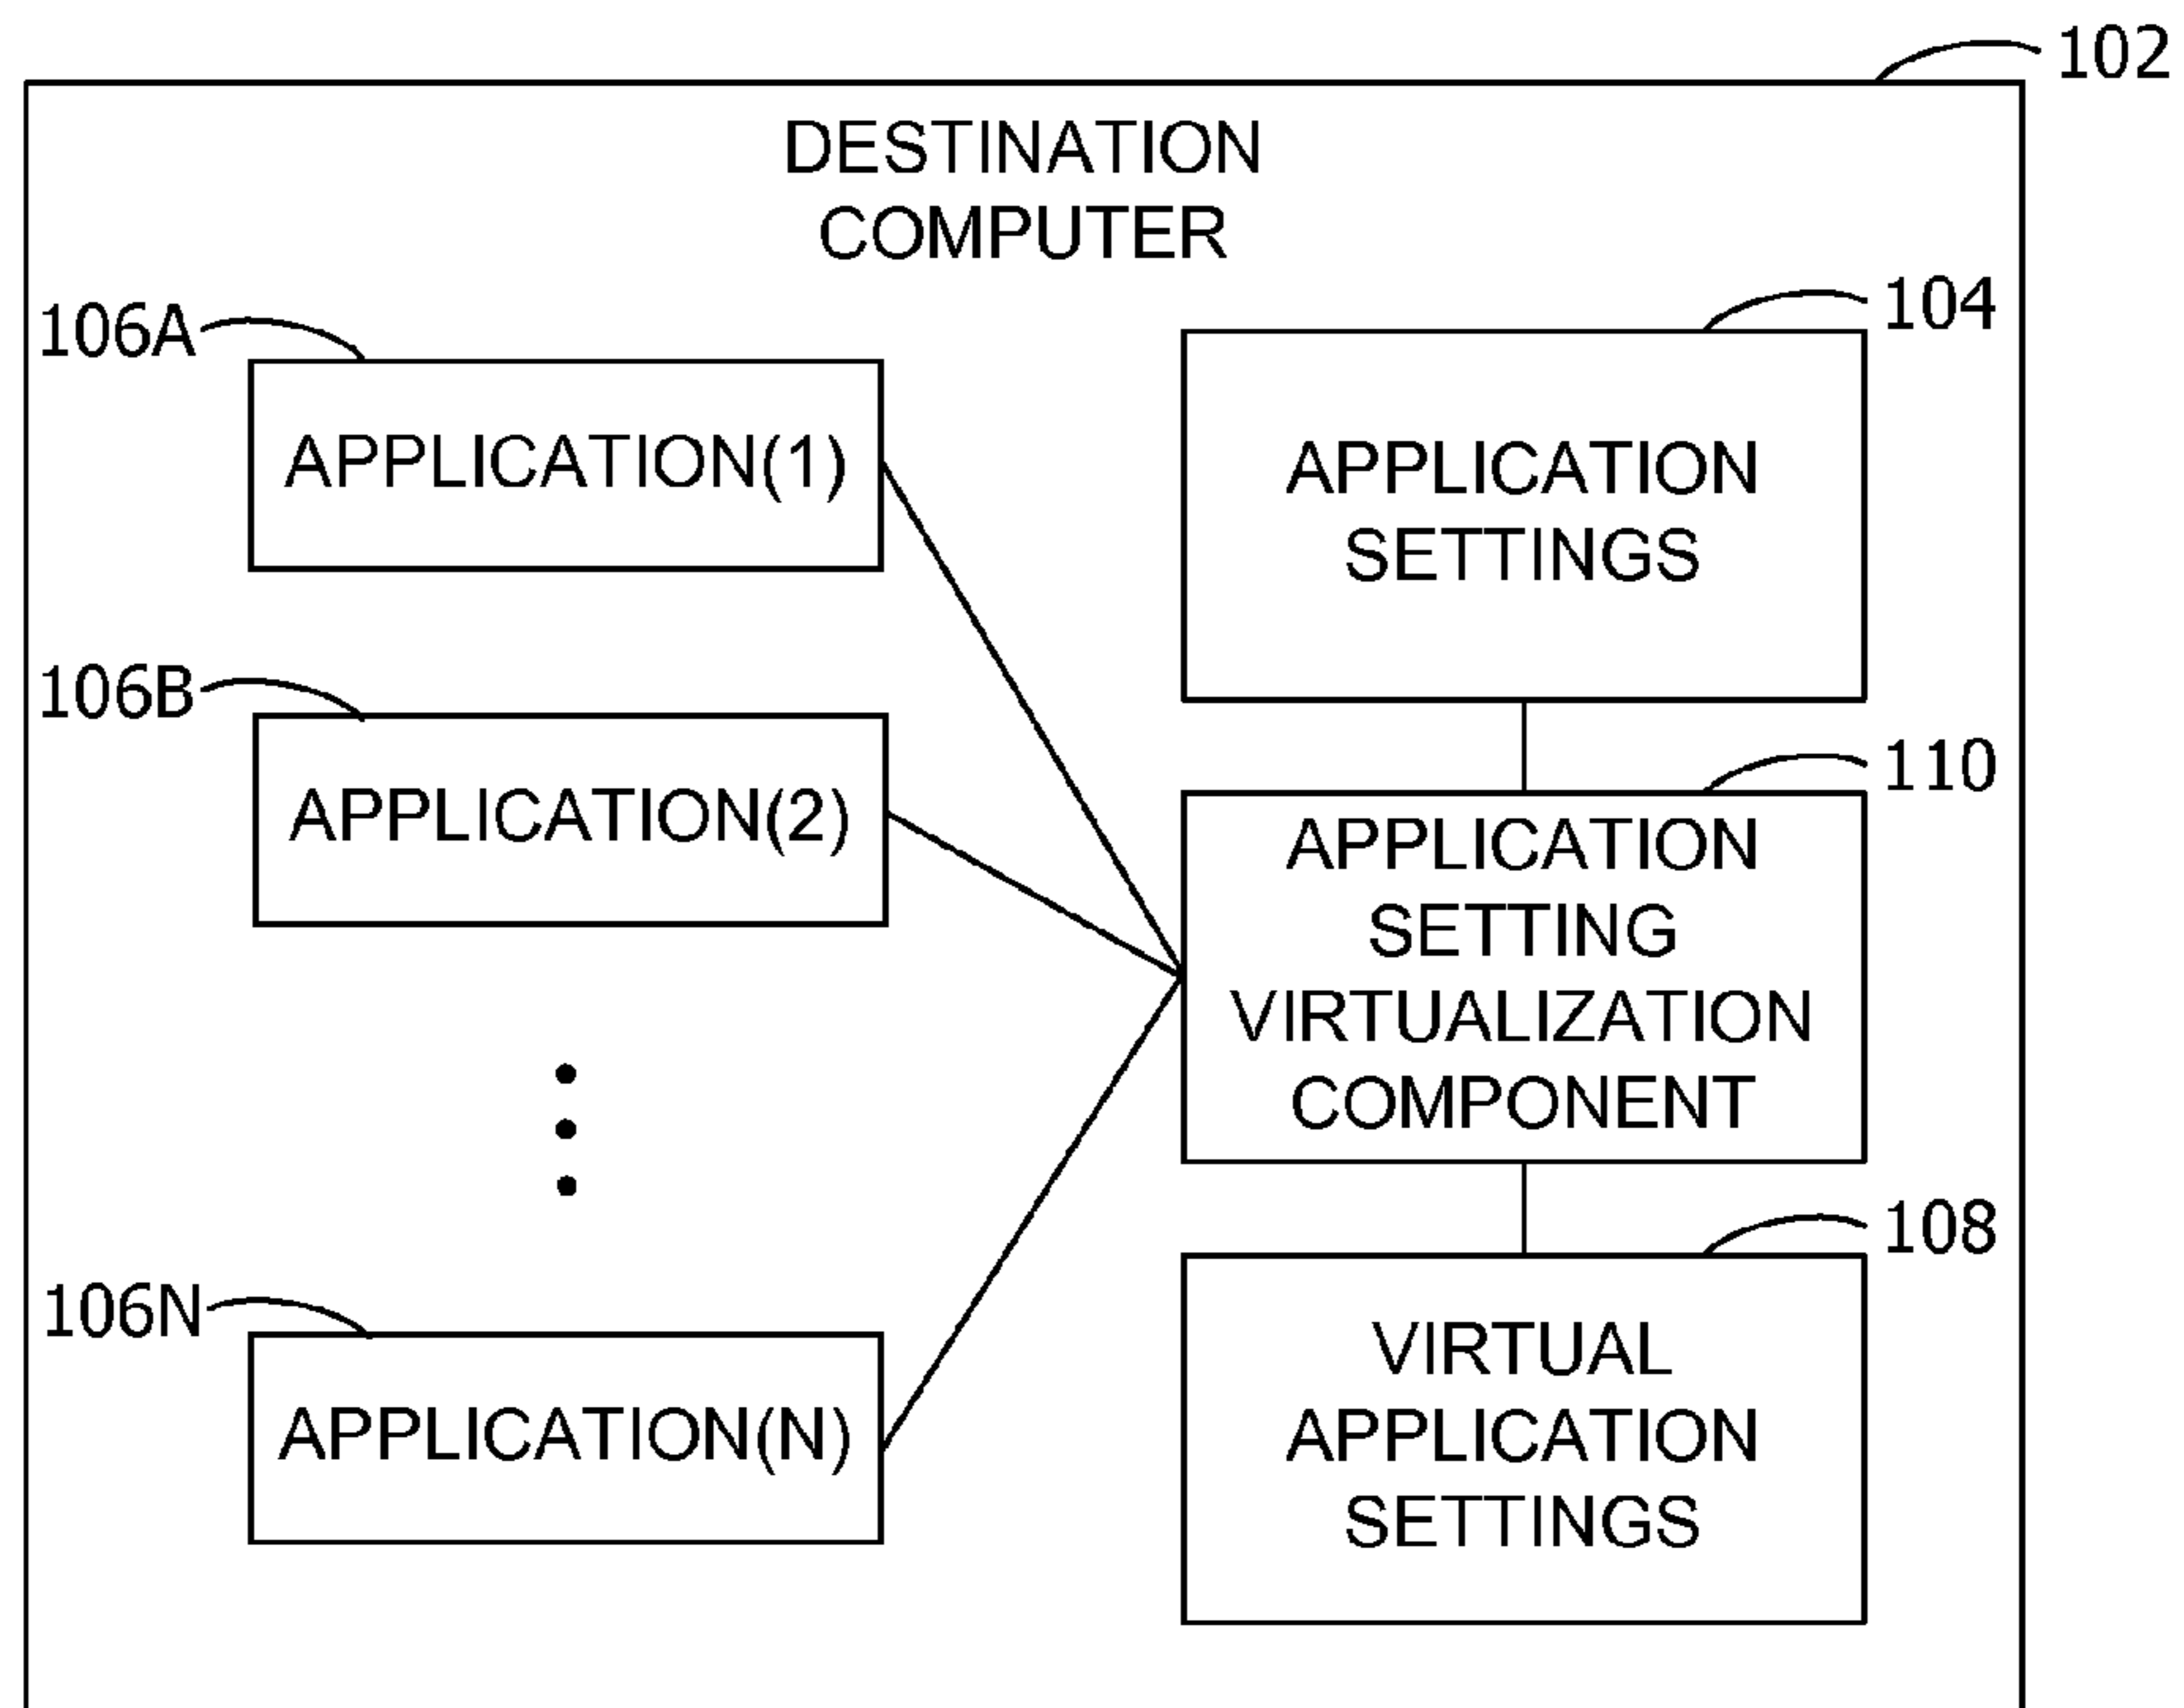 102
DESTINATION
COMPUTER
106A
APPLICATION(1)
104
APPLICATION
SETTINGS
106B
APPLICATION(2)
110
APPLICATION
SETTING
VIRTUALIZATION
COMPONENT
106N
APPLICATION(N)
108
VIRTUAL
APPLICATION
SETTINGS